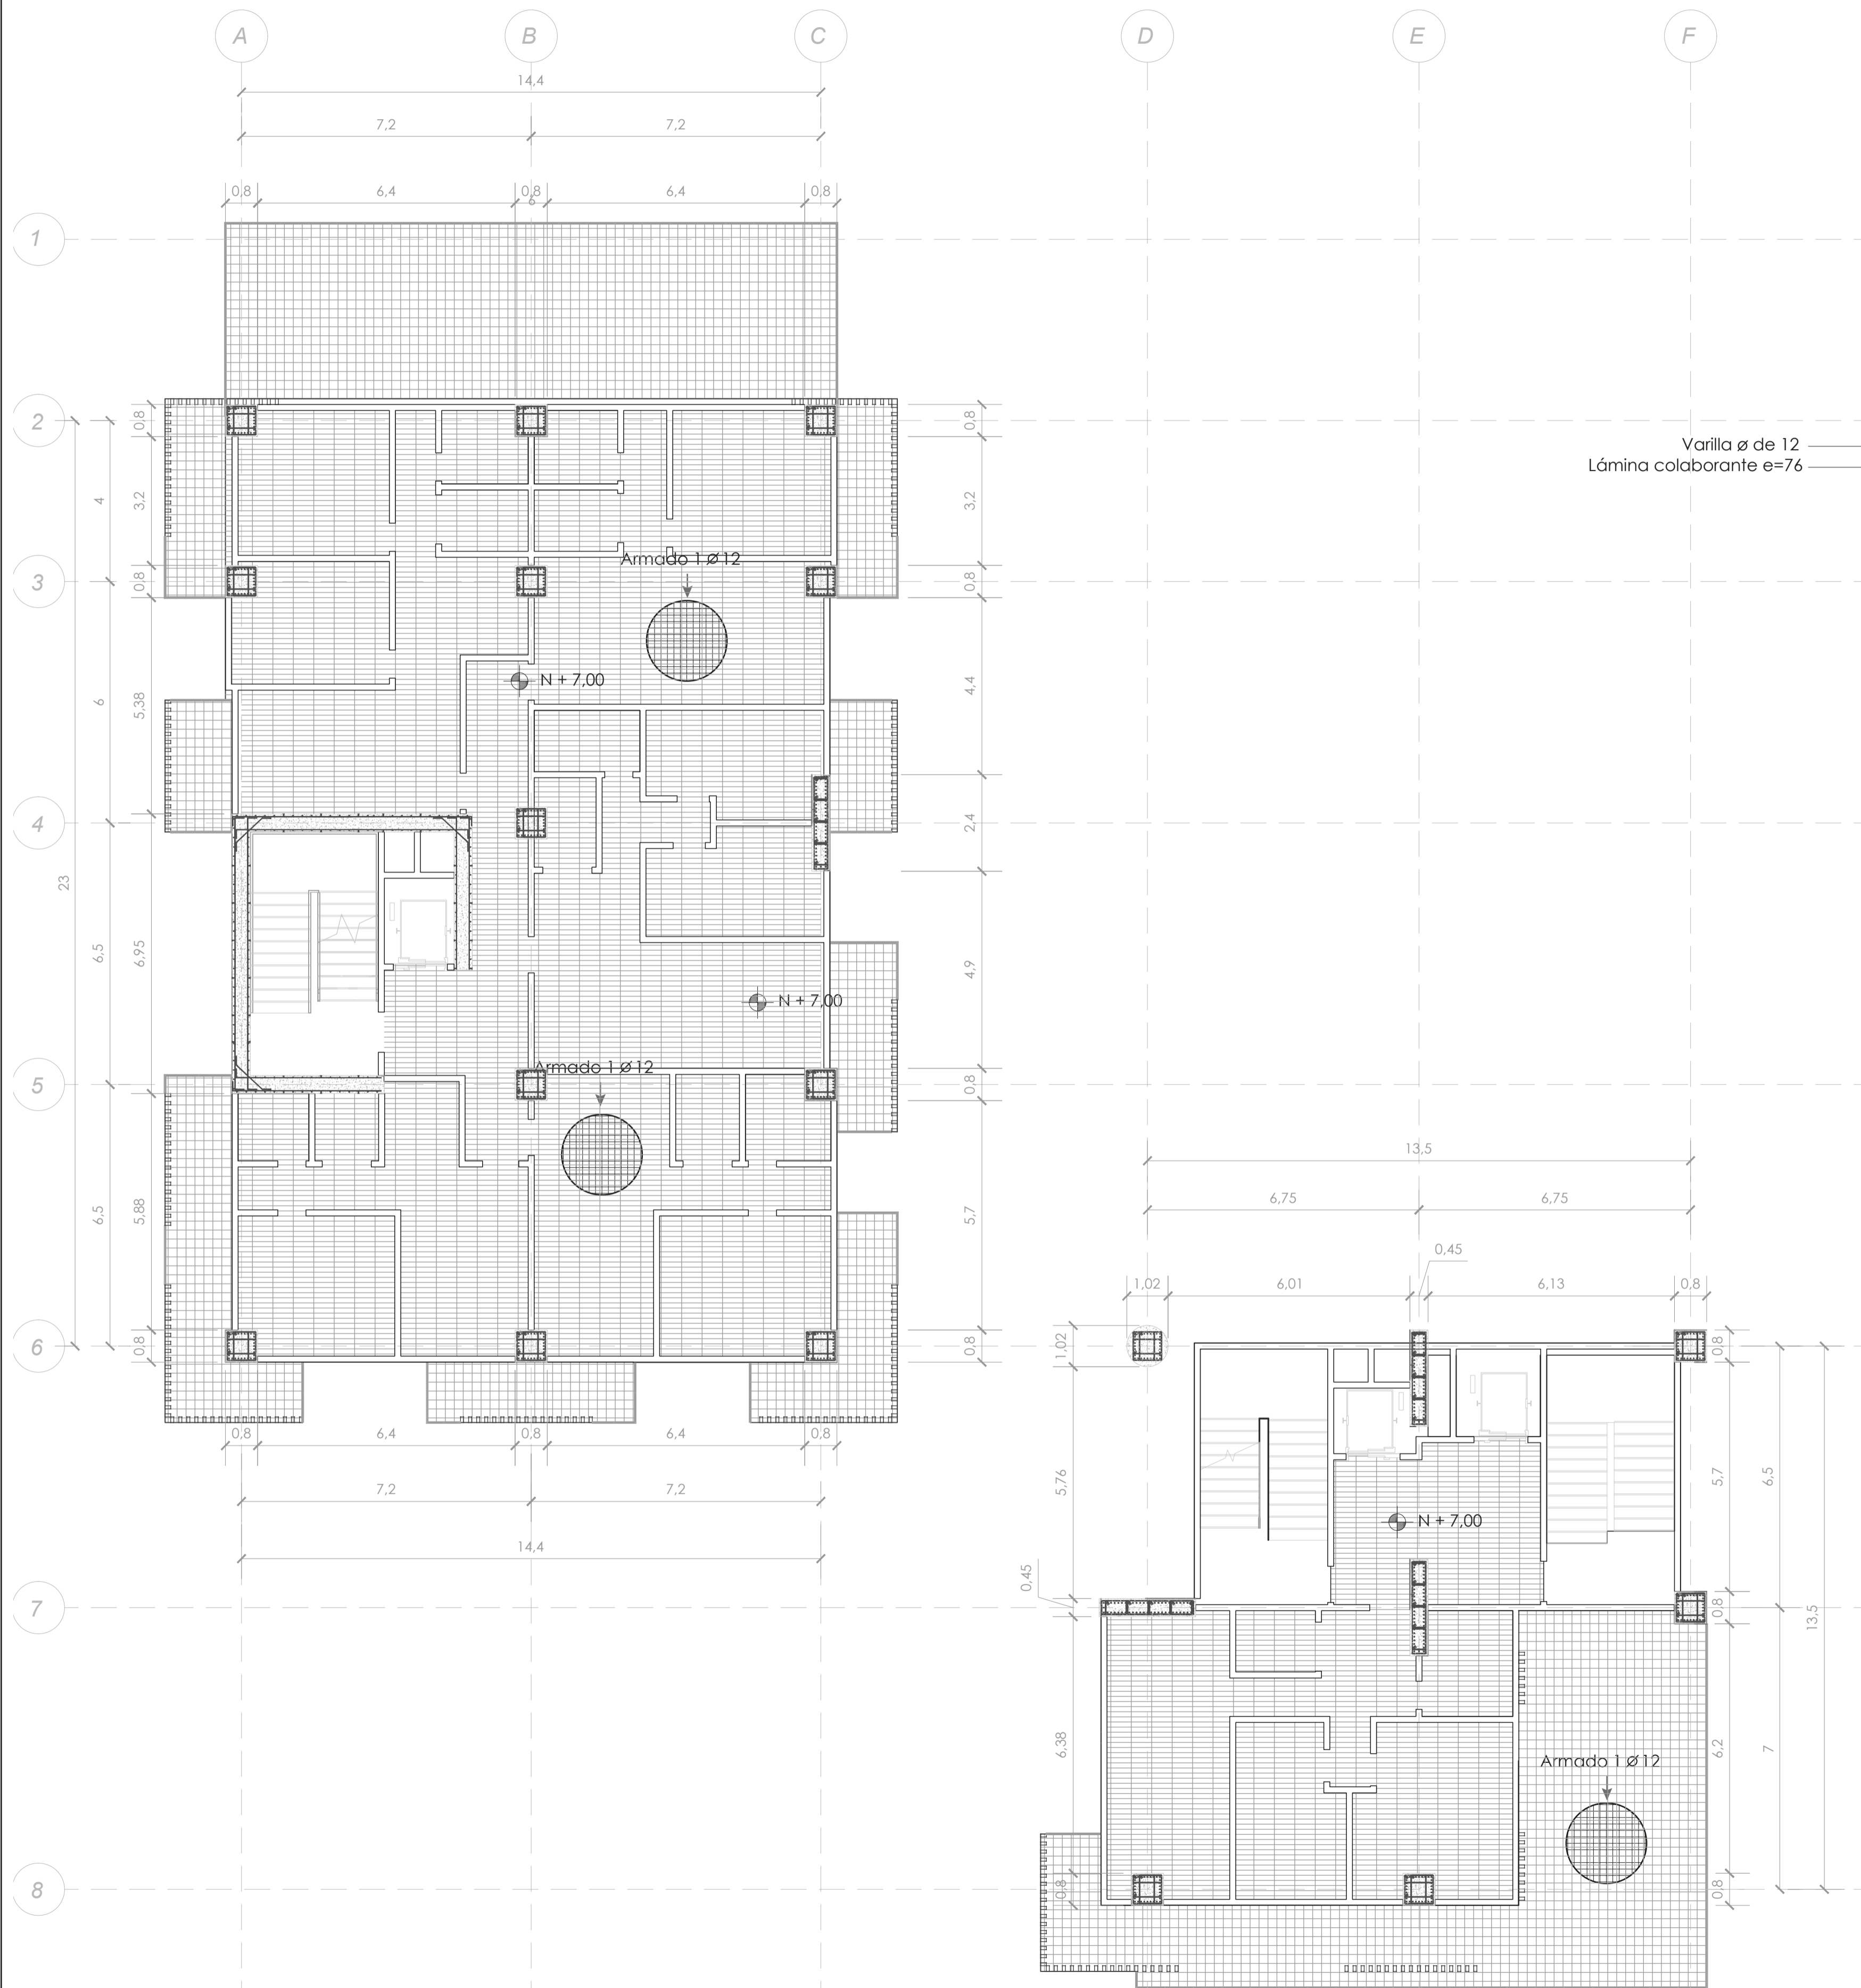 A B C D E F
14,4
7,2 7,2
0,8 6,4 0,8 6,4 0,8
6
1
2
0,8 0,8
Varilla ø de 12
Lámina colaborante e=76
4 3,2 3,2
Armado 1 Ø 12
3
0,8 0,8
N + 7,00
6 5,38 4,4
4
2,4
23
6,5 6,95 4,9
N + 7,00
Armado 1 Ø 12
5
0,8
13,5
6,5 5,88 5,7
6,75 6,75
0,45
1,02 6,01 6,13 0,8
6
0,8 0,8 1,02 0,8
0,8 6,4 0,8 6,4 0,8
7,2 7,2
5,76 5,7 6,5
N + 7,00
14,4
0,45
7
0,8
13,5
6,38 6,2 7
Armado 1 Ø 12
8
0,8 0,8